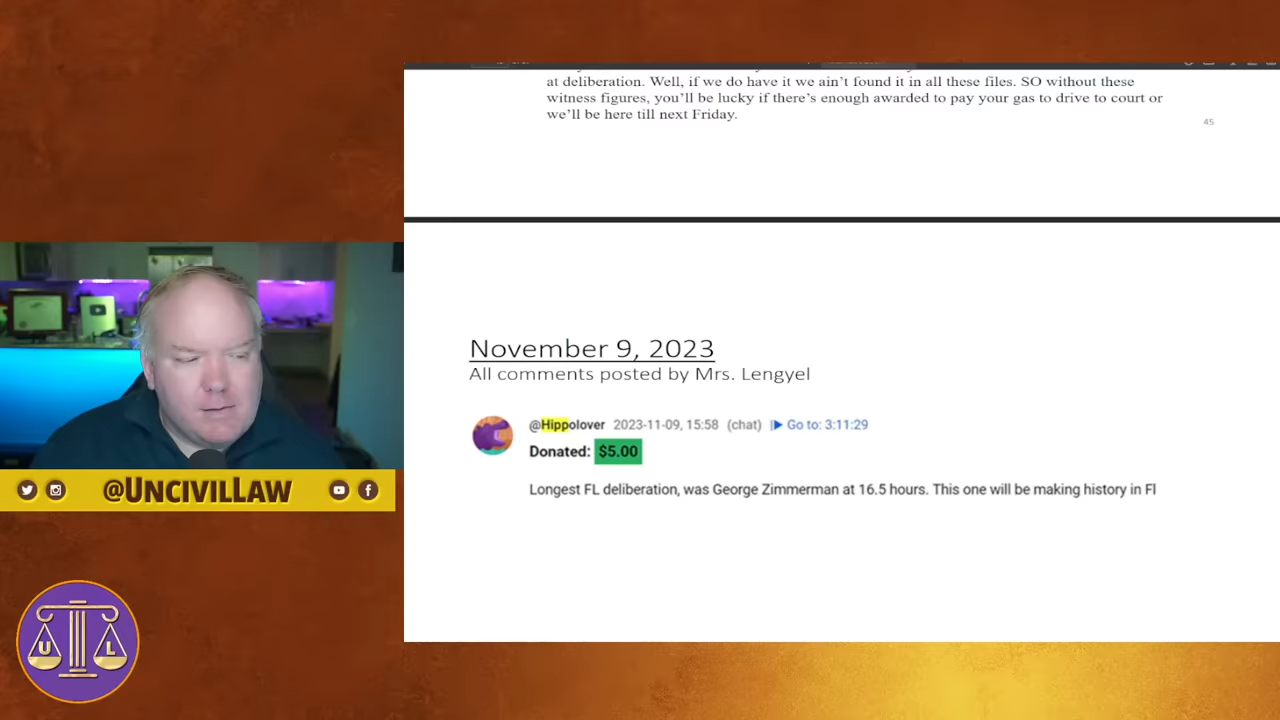 at deliberation. Well, if we do have it we ain't found it in all these files. SO without these
witness figures, you'll be lucky if there's enough awarded to pay your gas to drive to court or
we'll be here till next Friday.
45
November 9, 2023
All comments posted by Mrs. Lengyel
@Hippolover 2023-11-09, 15:58 (chat) Go to: 3:11:29
Donated: $5.00
Longest FL deliberation, was George Zimmerman at 16.5 hours. This one will be making history in Fl
@UNCIVILLAW
U L